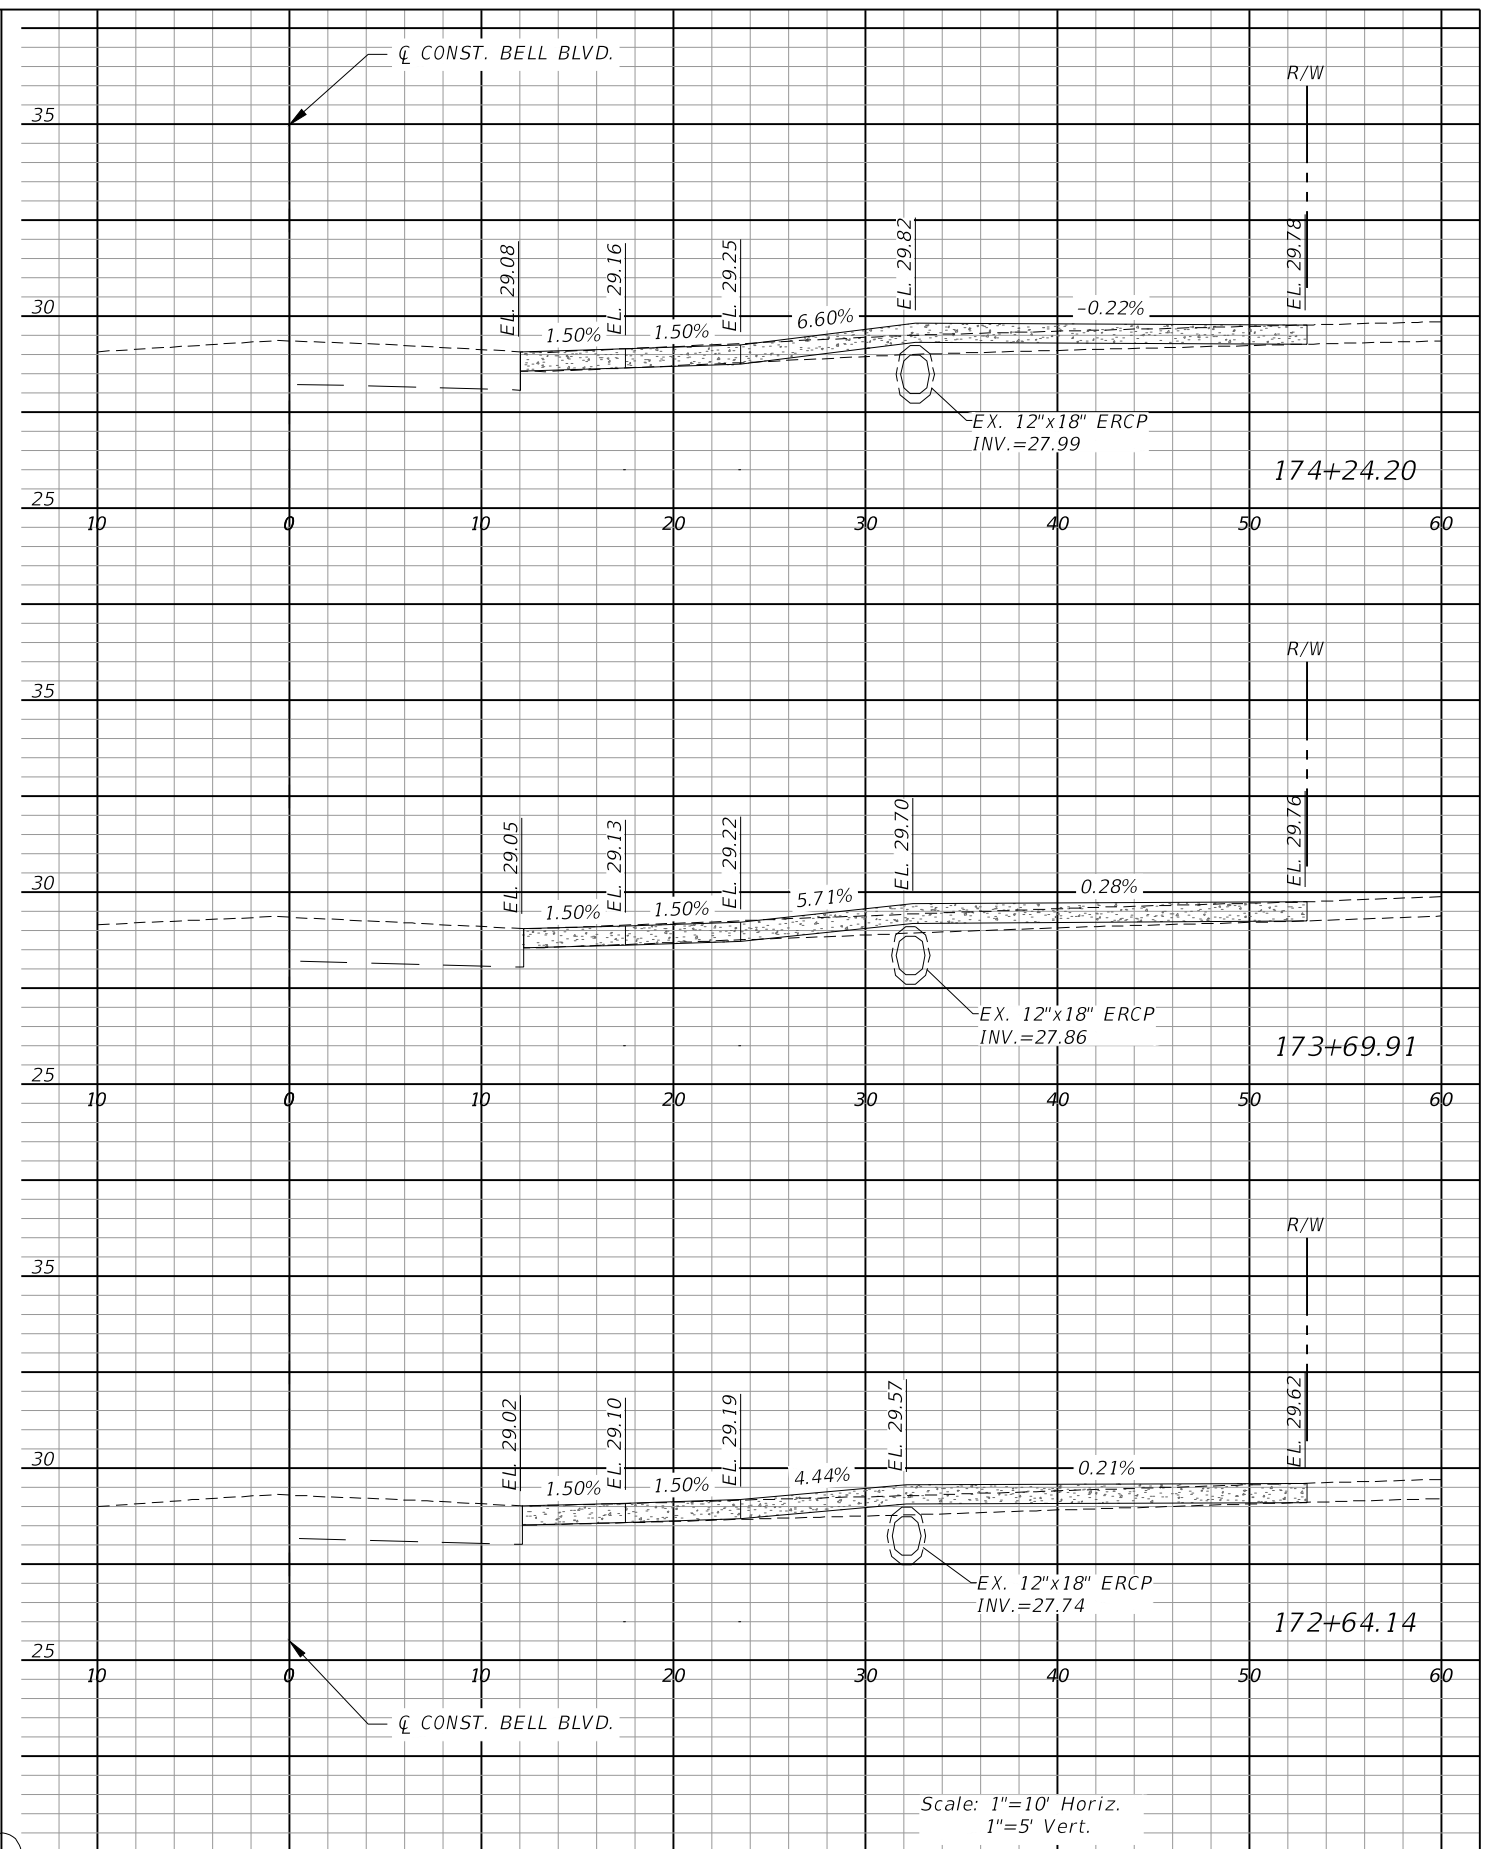 ℄ CONST. BELL BLVD.
R/W
35
EL. 29.08
EL. 29.16
EL. 29.25
EL. 29.82
EL. 29.78
30
1.50%
1.50%
6.60%
-0.22%
EX. 12"x18" ERCP
INV.=27.99
174+24.20
25
10 0 10 20 30 40 50 60
R/W
35
EL. 29.05
EL. 29.13
EL. 29.22
EL. 29.70
EL. 29.76
30
1.50%
1.50%
5.71%
0.28%
EX. 12"x18" ERCP
INV.=27.86
173+69.91
25
10 0 10 20 30 40 50 60
R/W
35
EL. 29.02
EL. 29.10
EL. 29.19
EL. 29.57
EL. 29.62
30
1.50%
1.50%
4.44%
0.21%
EX. 12"x18" ERCP
INV.=27.74
172+64.14
25
10 0 10 20 30 40 50 60
℄ CONST. BELL BLVD.
Scale: 1"=10' Horiz.
1"=5' Vert.